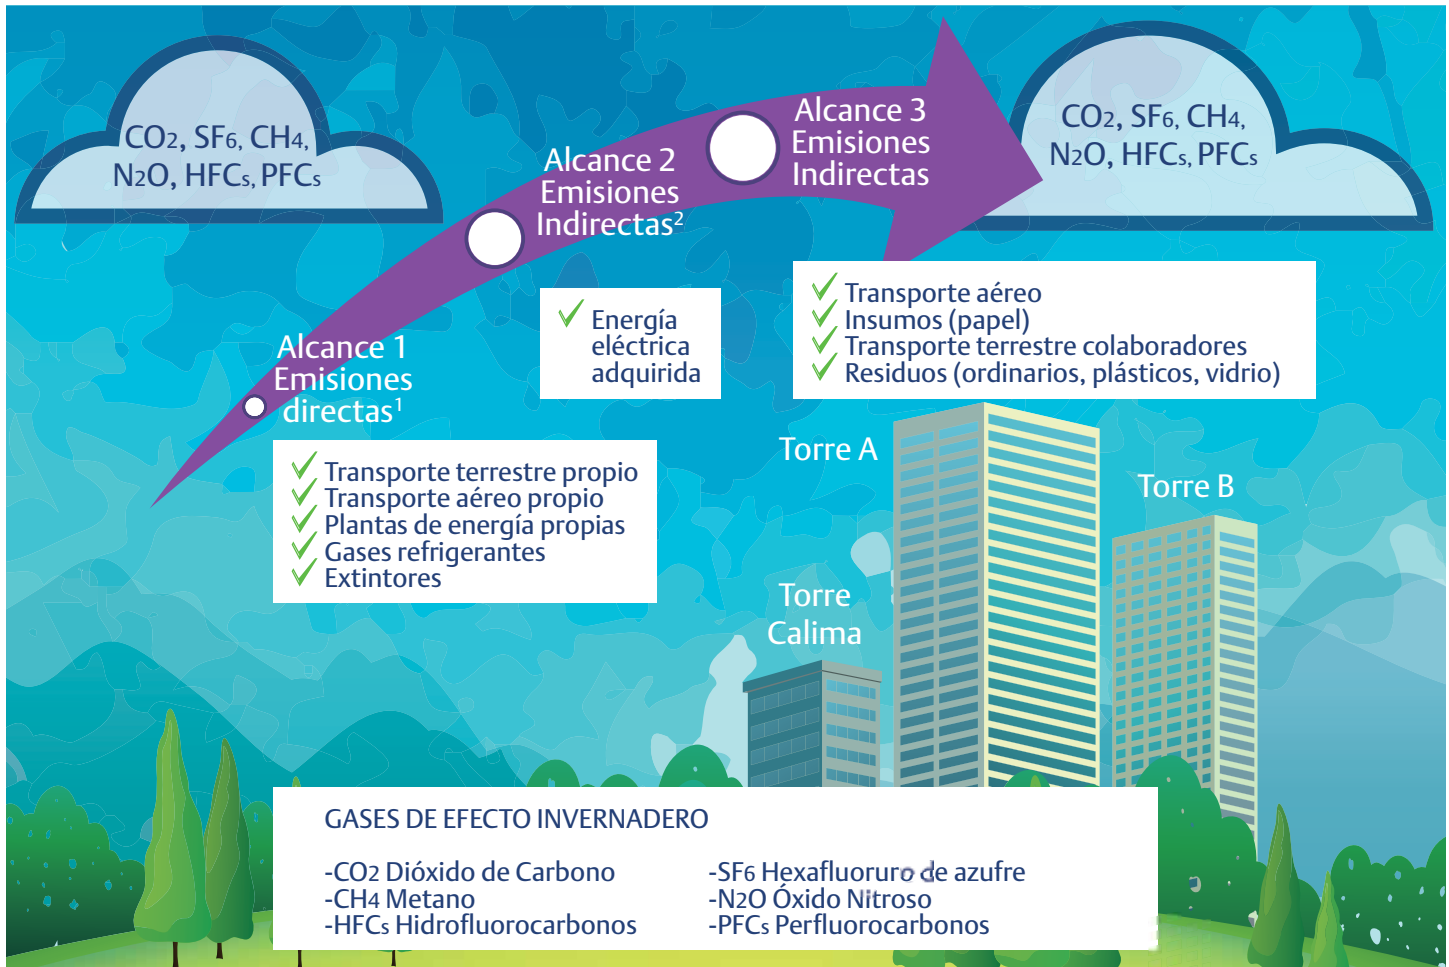 CO2, SF6, CH4,
N2O, HFCs, PFCs
Alcance 1
Emisiones
directas1
Transporte terrestre propio
Transporte aéreo propio
Plantas de energía propias
Gases refrigerantes
Extintores
Alcance 2
Emisiones
Indirectas2
Energía
eléctrica
adquirida
Alcance 3
Emisiones
Indirectas
CO2, SF6, CH4,
N2O, HFCs, PFCs
Transporte aéreo
Insumos (papel)
Transporte terrestre colaboradores
Residuos (ordinarios, plásticos, vidrio)
Torre A
Torre B
Torre
Calima
GASES DE EFECTO INVERNADERO
-CO2 Dióxido de Carbono
-CH4 Metano
-HFCs Hidrofluorocarbonos
-SF6 Hexafluoruro de azufre
-N2O Óxido Nitroso
-PFCs Perfluorocarbonos